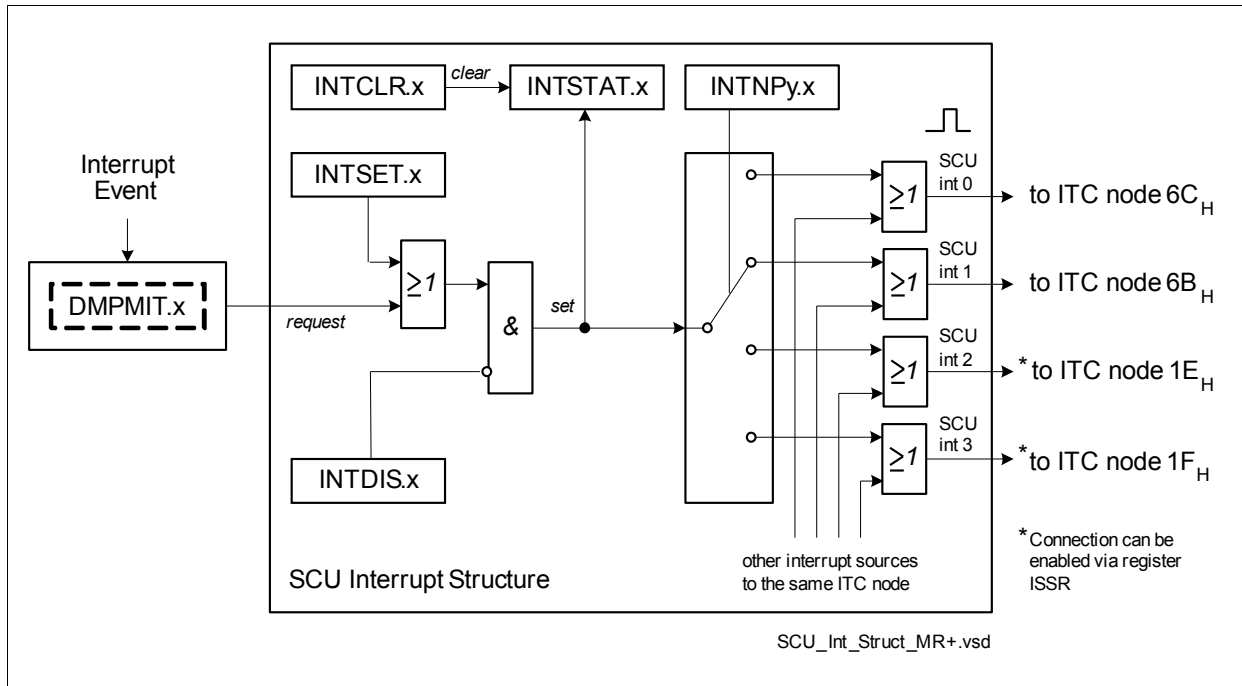 INTCLR.x
clear
INTSTAT.x
INTNPy.x
Interrupt
Event
INTSET.x
DMPMIT.x
request
≥1
&
set
INTDIS.x
SCU
int 0
≥1
to ITC node 6CH
SCU
int 1
≥1
to ITC node 6BH
SCU
int 2
≥1
* to ITC node 1EH
SCU
int 3
≥1
* to ITC node 1FH
other interrupt sources
to the same ITC node
* Connection can be
enabled via register
ISSR
SCU Interrupt Structure
SCU_Int_Struct_MR+.vsd